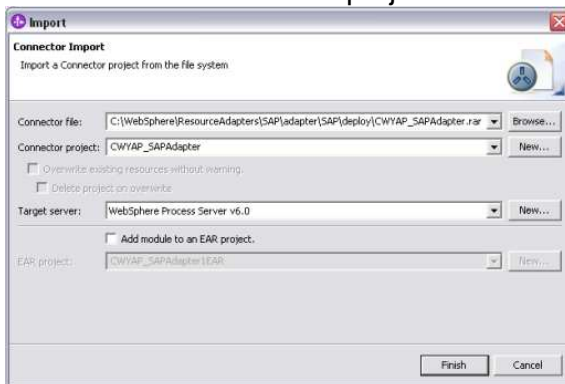 Import
Connector Import
Import a Connector project from the file system
Connector file: C:\WebSphere\ResourceAdapters\SAP\adapter\SAP\deploy\CWYAP_SAPAdapter.rar Browse...
Connector project: CWYAP_SAPAdapter New...
Overwrite existing resources without warning.
Delete project on overwrite
Target server: WebSphere Process Server v6.0 New...
Add module to an EAR project.
EAR project: CWYAP_SAPAdapter1EAR New...
Finish Cancel